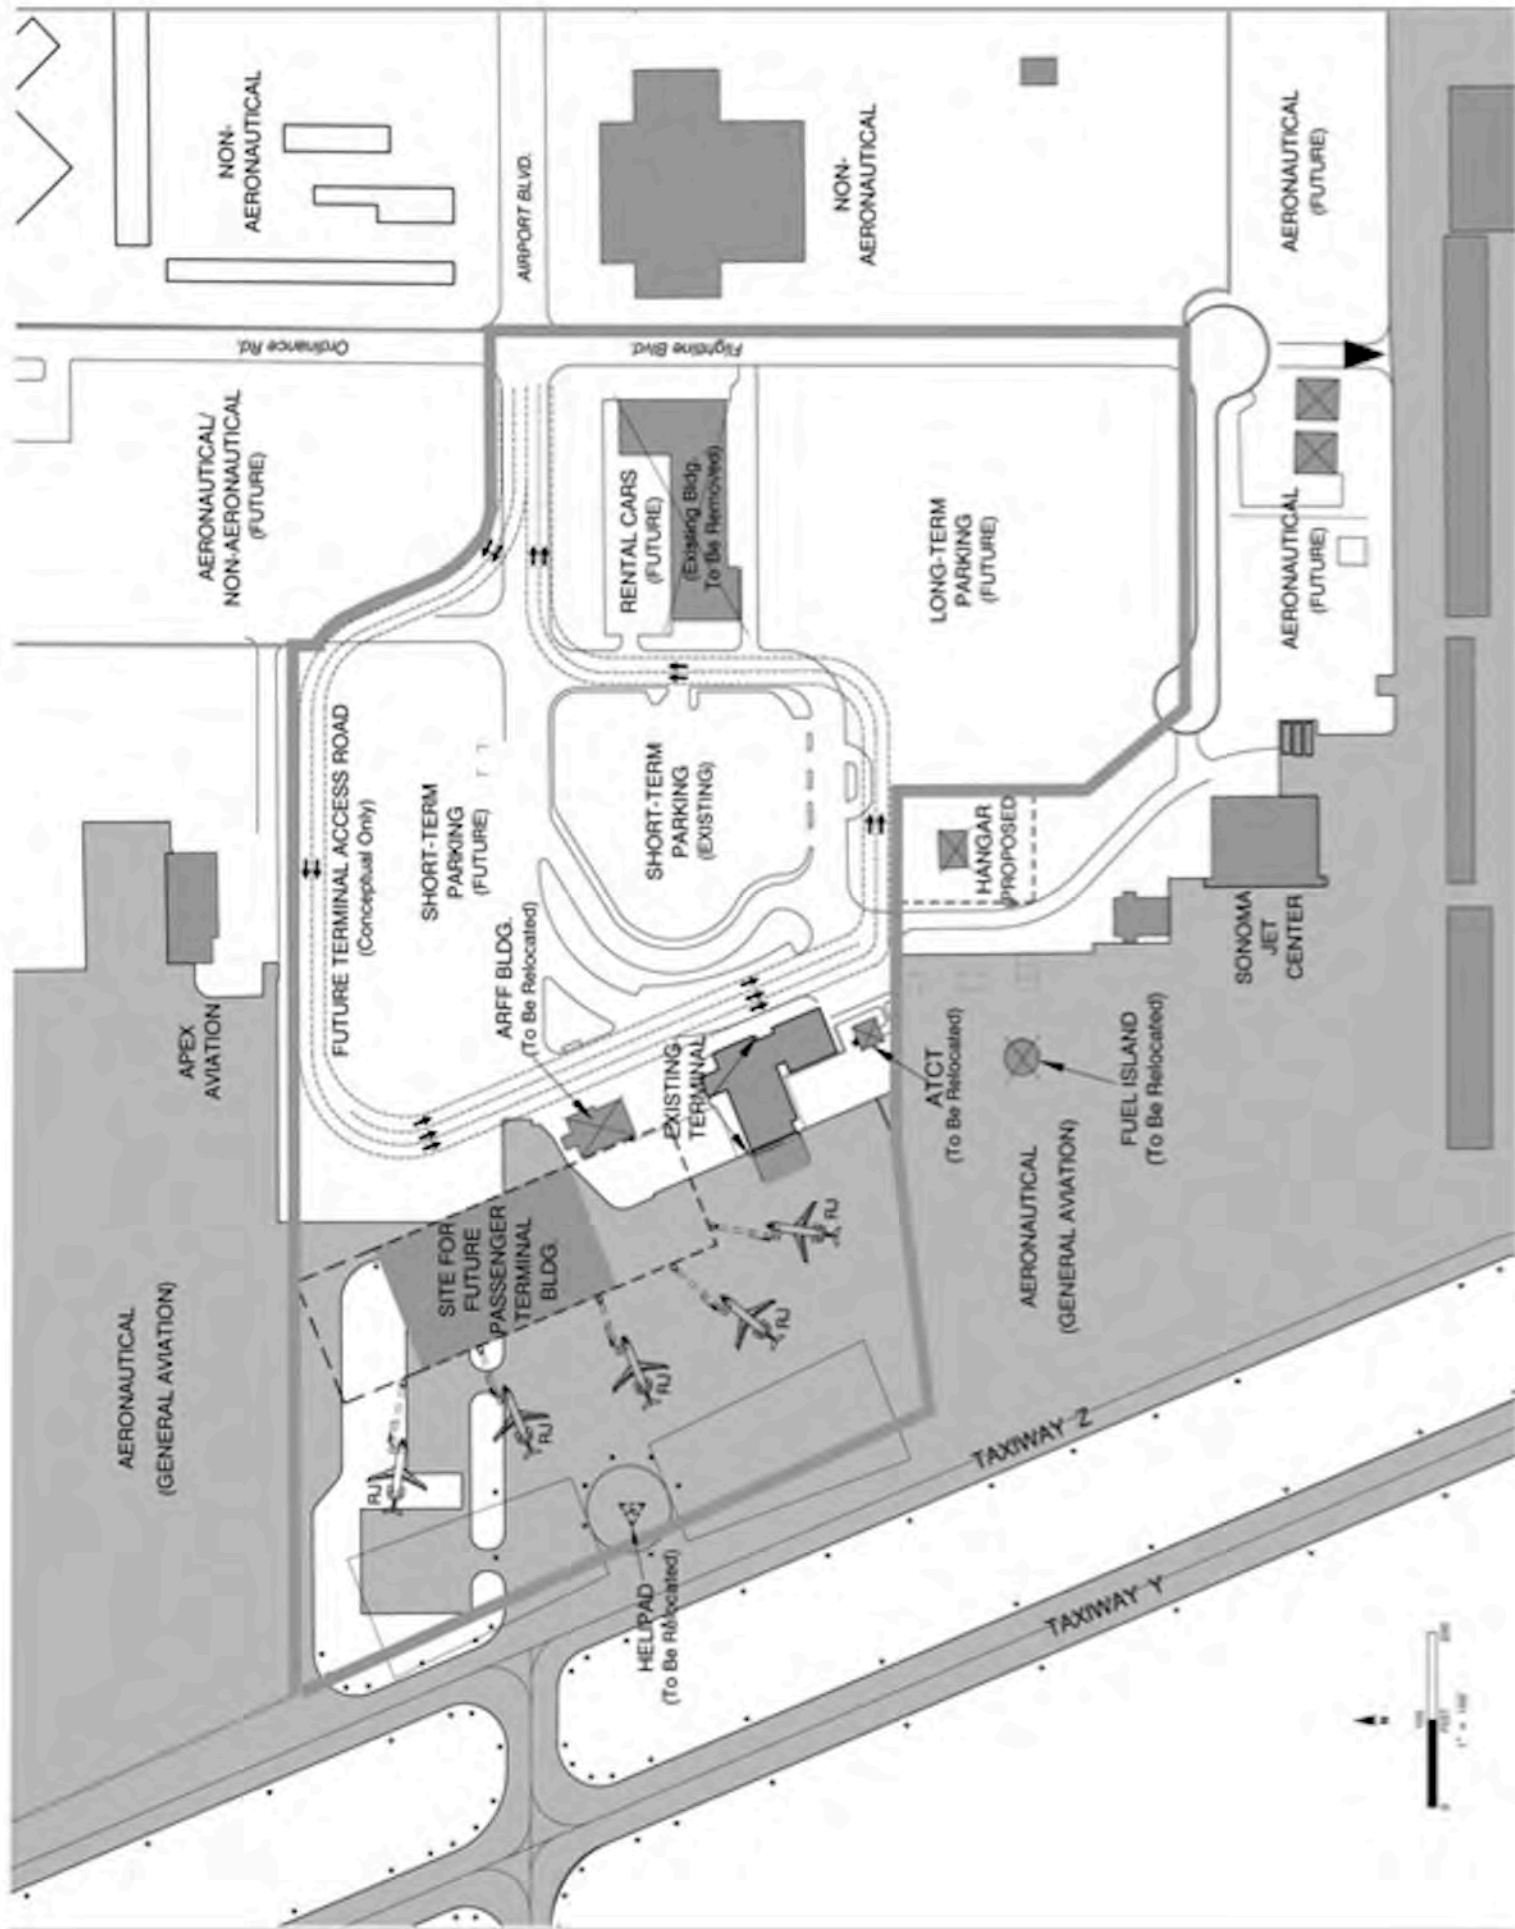 NON-
AERONAUTICAL
AIRPORT BLVD.
NON-
AERONAUTICAL
AERONAUTICAL
(FUTURE)
Ordinance Rd.
Flightline Blvd.
AERONAUTICAL/
NON-AERONAUTICAL
(FUTURE)
RENTAL CARS
(FUTURE)
(Existing Bldg.
To Be Removed)
LONG-TERM
PARKING
(FUTURE)
AERONAUTICAL
(FUTURE)
FUTURE TERMINAL ACCESS ROAD
(Conceptual Only)
SHORT-TERM
PARKING
(FUTURE)
SHORT-TERM
PARKING
(EXISTING)
HANGAR
PROPOSED
SONOMA
JET
CENTER
APEX
AVIATION
ARFF BLDG.
(To Be Relocated)
EXISTING
TERMINAL
ATCT
(To Be Relocated)
FUEL ISLAND
(To Be Relocated)
AERONAUTICAL
(GENERAL AVIATION)
SITE FOR
FUTURE
PASSENGER
TERMINAL
BLDG.
RJ
RJ
RJ
RJ
RJ
AERONAUTICAL
(GENERAL AVIATION)
HELIPAD
(To Be Relocated)
TAXIWAY Z
TAXIWAY Y
N
0